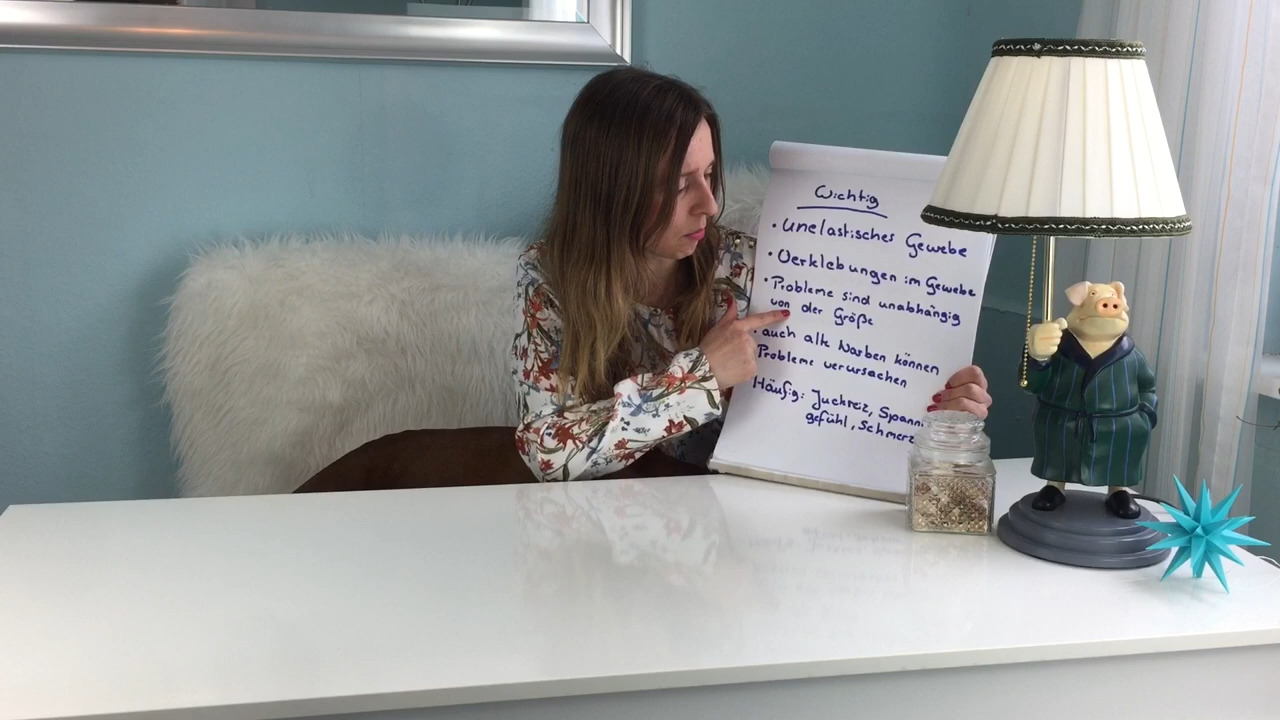 Wichtig
• unelastisches Gewebe
• Verklebungen im Gewebe
• Probleme sind unabhängig
von der Größe
• auch alte Narben können
Probleme verursachen
Häufig: Juckreiz, Spann
gefühl, Schmerz